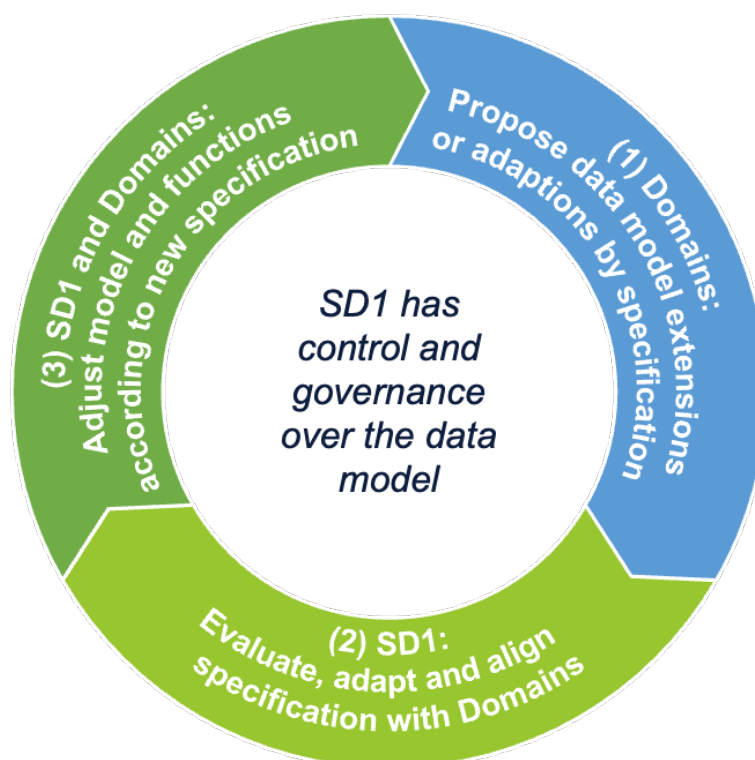 (1) Domains:
Propose data model extensions
or adaptions by specification
(2) SD1:
Evaluate, adapt and align
specification with Domains
(3) SD1 and Domains:
Adjust model and functions
according to new specification
SD1 has
control and
governance
over the data
model